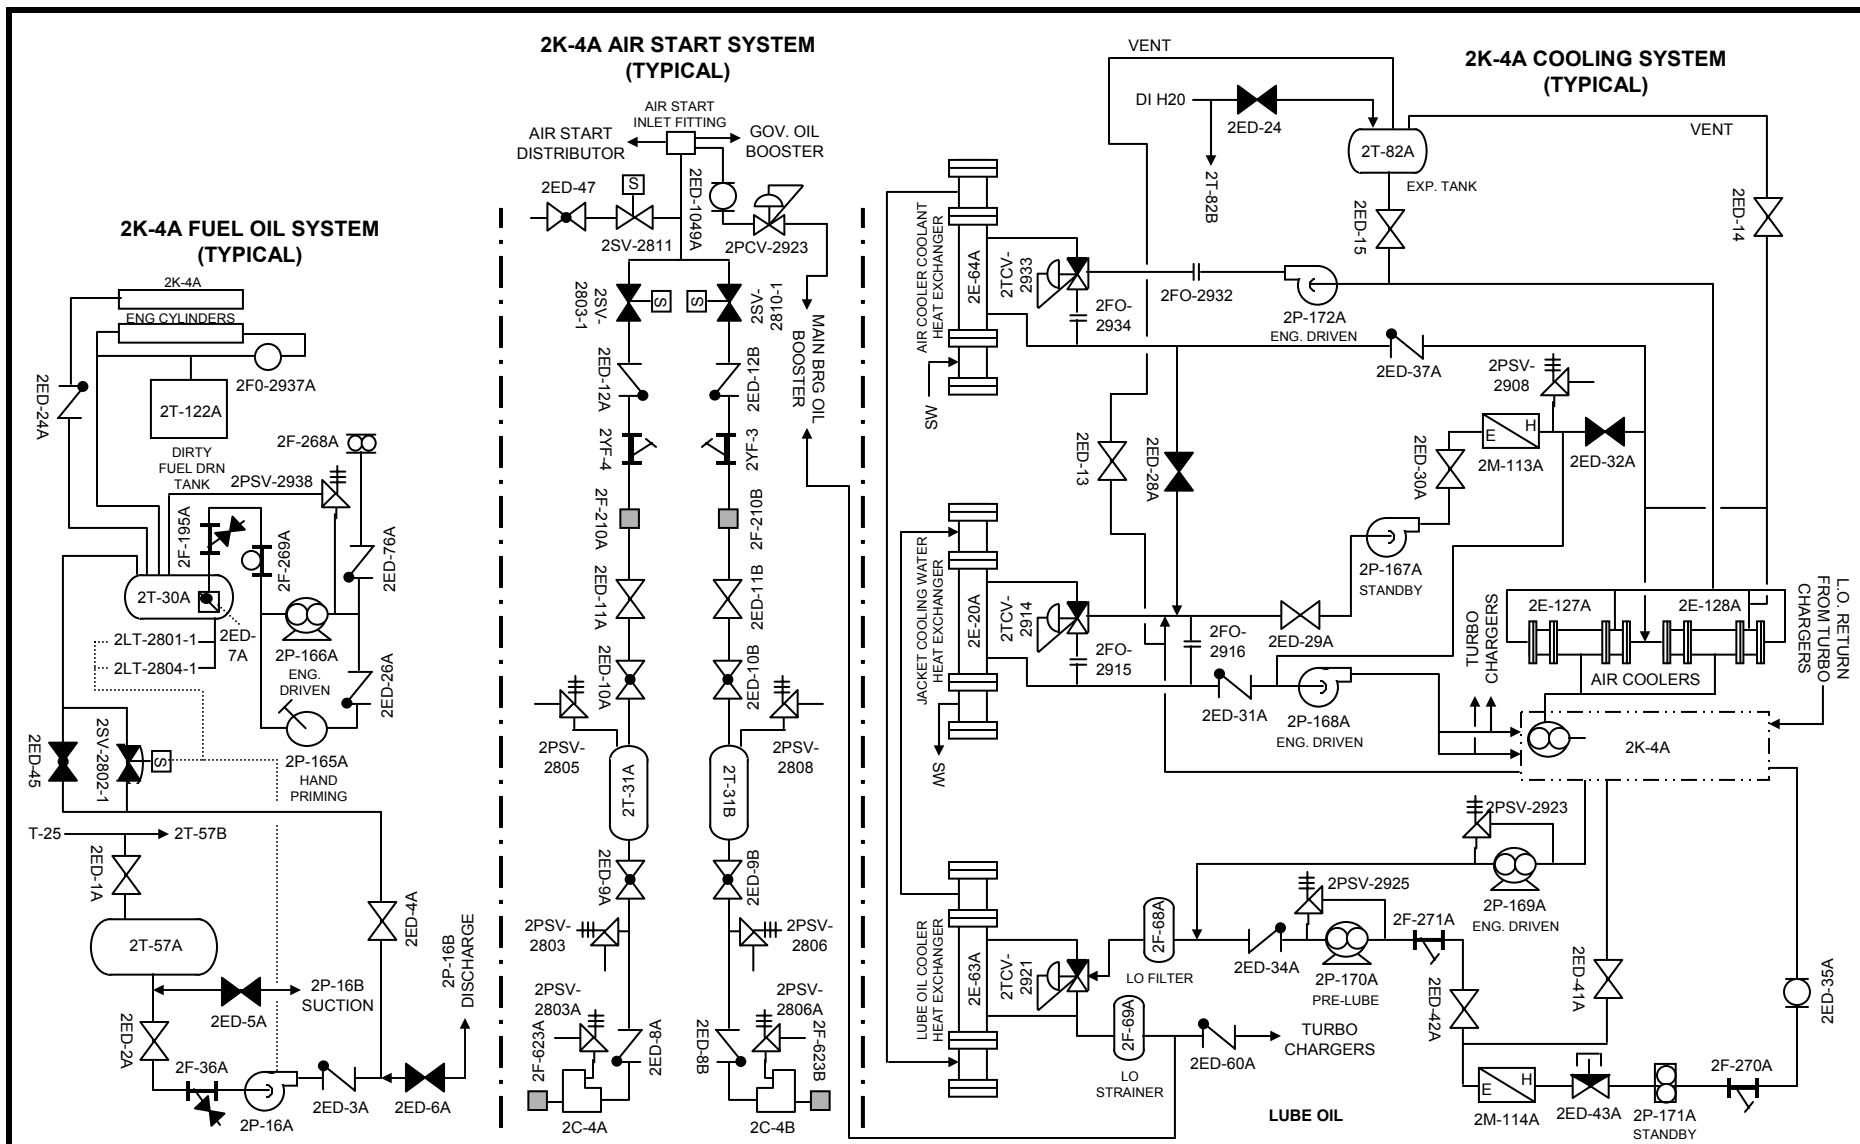 2K-4A AIR START SYSTEM
(TYPICAL)
2K-4A COOLING SYSTEM
(TYPICAL)
2K-4A FUEL OIL SYSTEM
(TYPICAL)
2K-4A
ENG CYLINDERS
2F0-2937A
2ED-24A
2T-122A
DIRTY
FUEL DRN
TANK
2F-268A
2PSV-2938
2F-195A
2F-269A
2ED-76A
2T-30A
2ED-
7A
2LT-2801-1
2LT-2804-1
2P-166A
ENG.
DRIVEN
2ED-26A
2P-165A
HAND
PRIMING
2ED-45
2SV-2802-1
S
T-25
2T-57B
2ED-1A
2T-57A
2ED-4A
2P-16B
SUCTION
2ED-5A
2P-16B
DISCHARGE
2ED-2A
2F-36A
2P-16A
2ED-3A
2ED-6A
AIR START
INLET FITTING
AIR START
DISTRIBUTOR
GOV. OIL
BOOSTER
2ED-47
S
2SV-2811
2ED-1049A
2PCV-2923
2SV-
2803-1
S
S
2SV-
2810-1
MAIN BRG OIL
BOOSTER
2ED-12A
2ED-12B
2YF-4
2YF-3
2F-210A
2F-210B
2ED-11A
2ED-11B
2ED-10A
2ED-10B
2PSV-
2805
2PSV-
2808
2T-31A
2T-31B
2ED-9A
2ED-9B
2PSV-
2803
2PSV-
2806
2PSV-
2803A
2PSV-
2806A
2F-623A
2ED-8A
2ED-8B
2F-623B
2C-4A
2C-4B
VENT
DI H20
2ED-24
2T-82B
2T-82A
EXP. TANK
VENT
2ED-15
2ED-14
AIR COOLER COOLANT
HEAT EXCHANGER
2E-64A
2TCV-
2933
2FO-
2934
2FO-2932
2P-172A
ENG. DRIVEN
SW
2ED-37A
2PSV-
2908
E
H
2M-113A
2ED-32A
2ED-13
2ED-28A
2ED-30A
2P-167A
STANDBY
JACKET COOLING WATER
HEAT EXCHANGER
2E-20A
2TCV-
2914
2FO-
2915
2FO-
2916
2ED-29A
2ED-31A
2P-168A
ENG. DRIVEN
SW
TURBO
CHARGERS
2E-127A
2E-128A
AIR COOLERS
L.O. RETURN
FROM TURBO
CHARGERS
2K-4A
2PSV-2923
2P-169A
ENG. DRIVEN
LUBE OIL COOLER
HEAT EXCHANGER
2E-63A
2TCV-
2921
2F-68A
LO FILTER
2ED-34A
2PSV-2925
2P-170A
PRE-LUBE
2F-271A
2ED-42A
2ED-41A
2ED-35A
2F-69A
LO
STRAINER
2ED-60A
TURBO
CHARGERS
E
H
2M-114A
2ED-43A
2P-171A
STANDBY
2F-270A
LUBE OIL